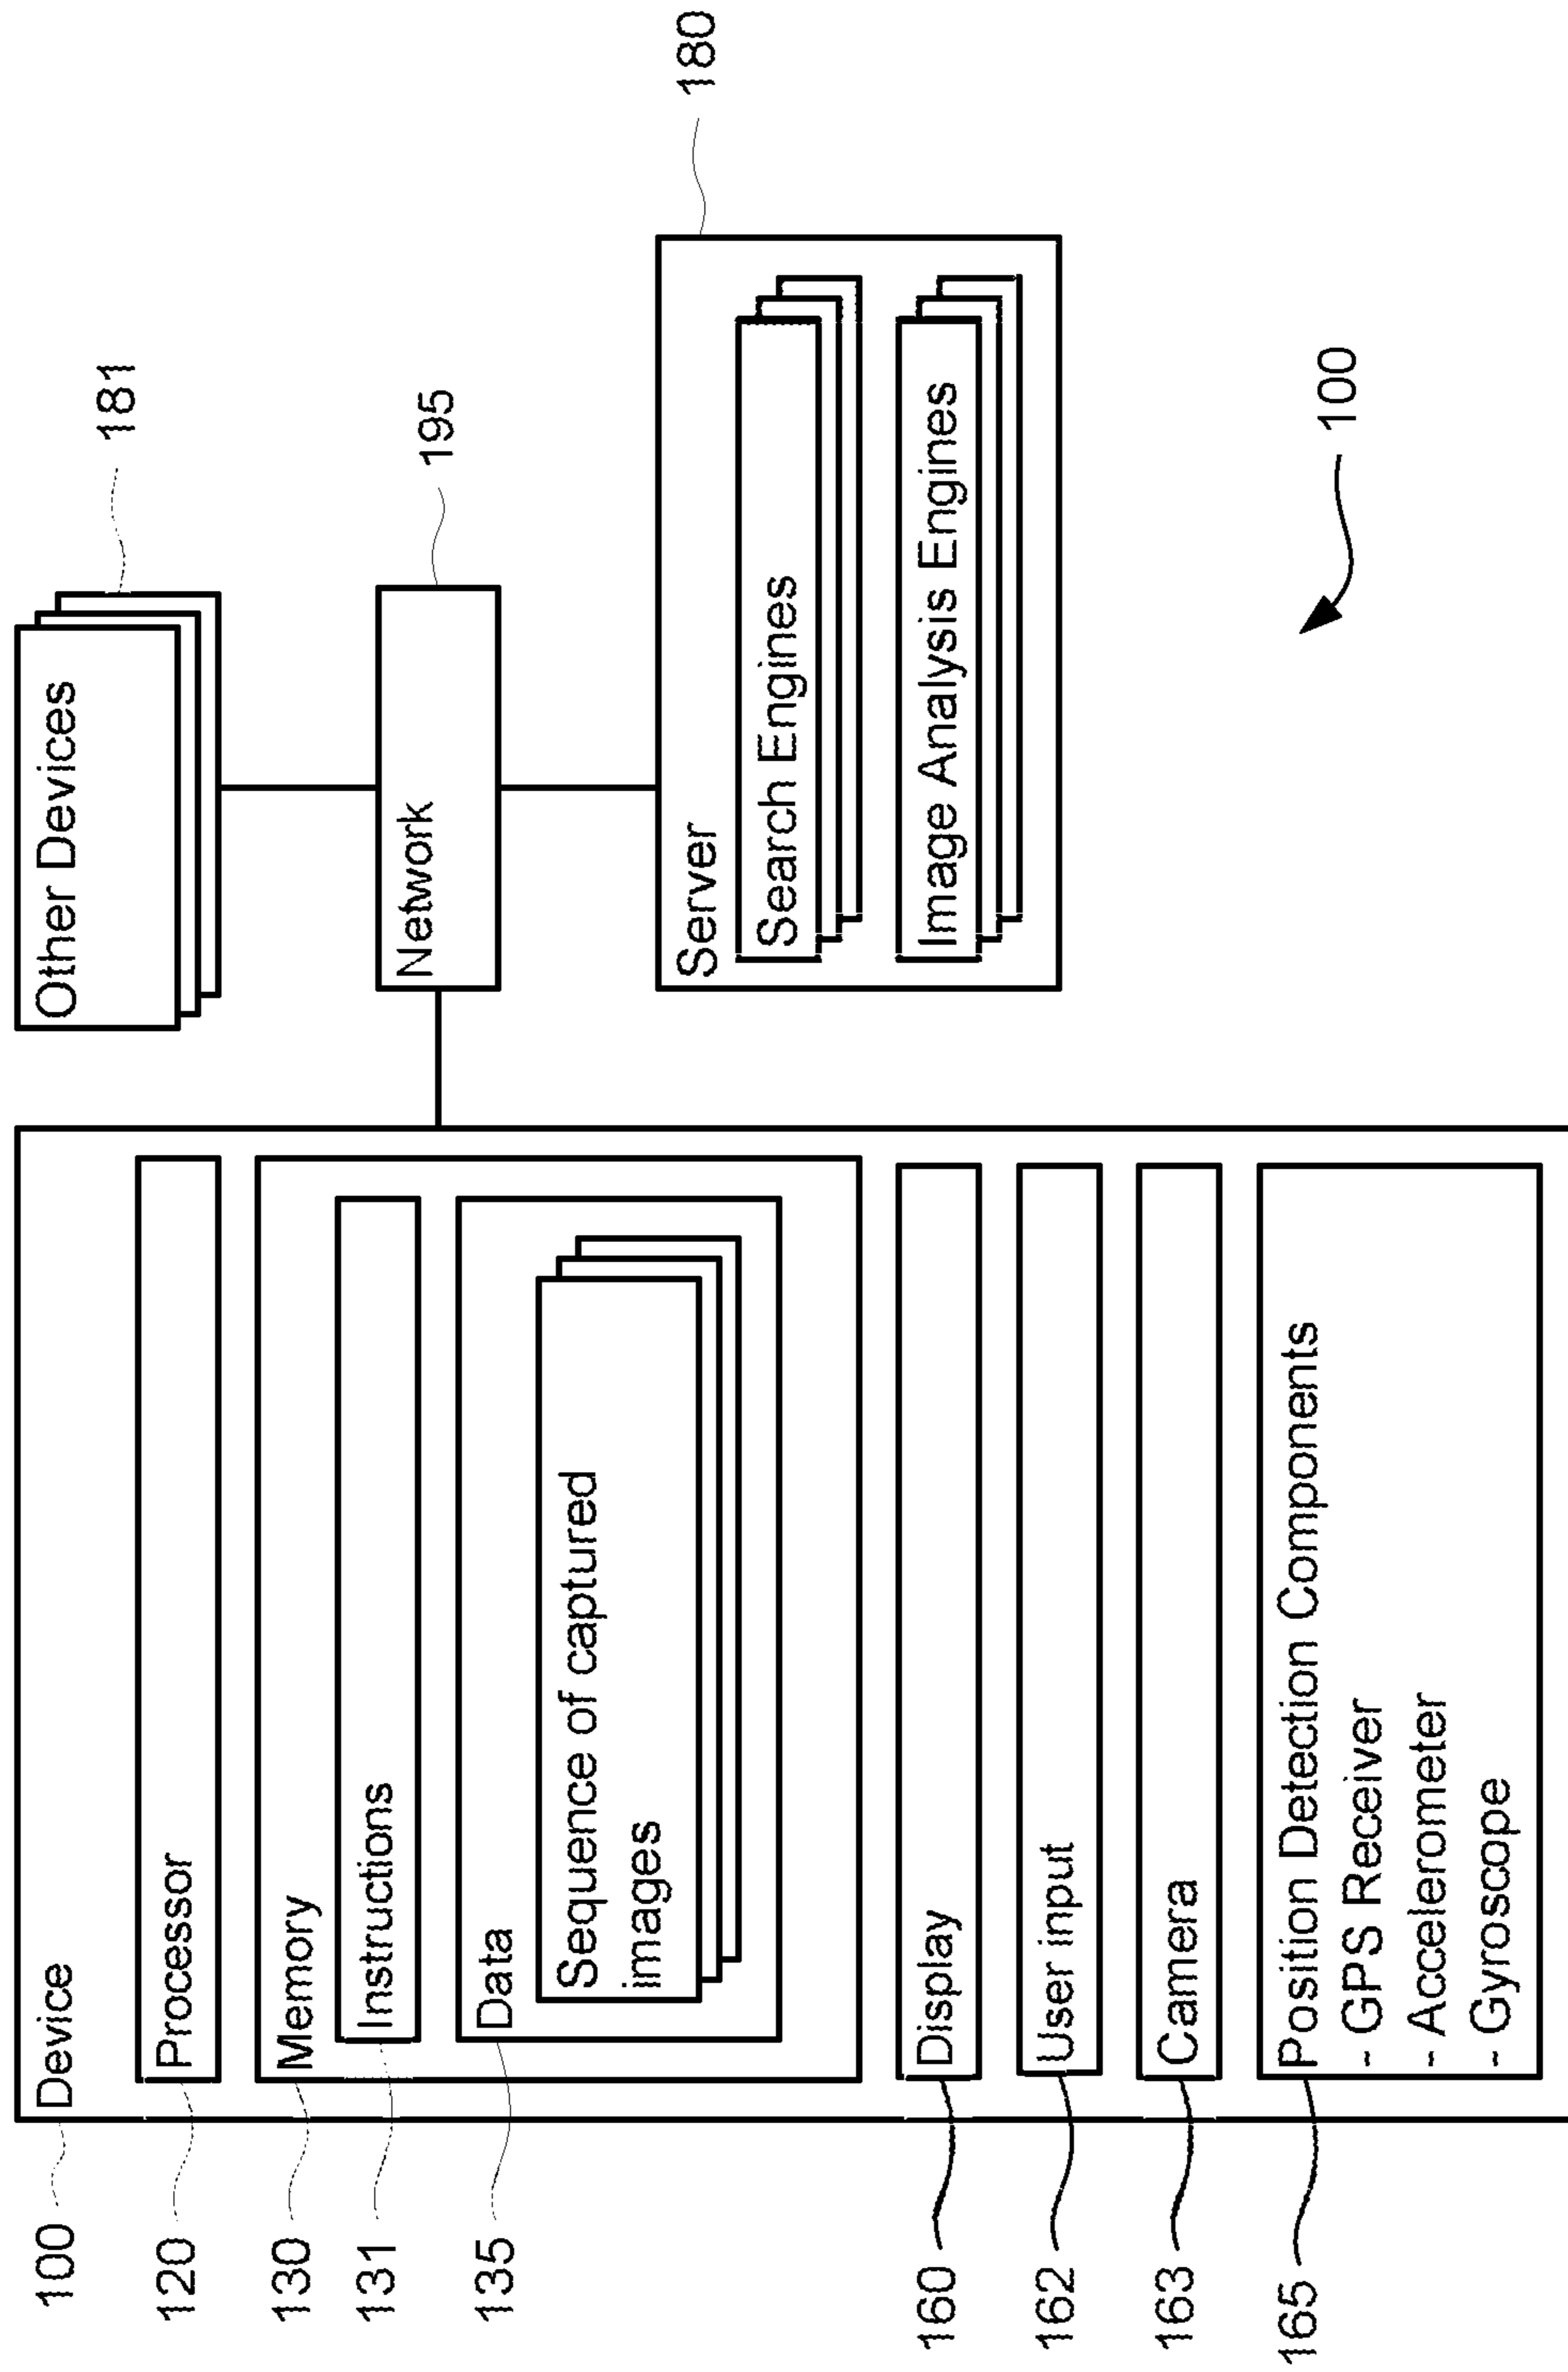 100
Device
120
Processor
130
Memory
131
Instructions
135
Data
Sequence of captured
images
160
Display
162
User input
163
Camera
165
Position Detection Components
- GPS Receiver
- Accelerometer
- Gyroscope
Other Devices
181
Network
195
Server
180
Search Engines
Image Analysis Engines
100